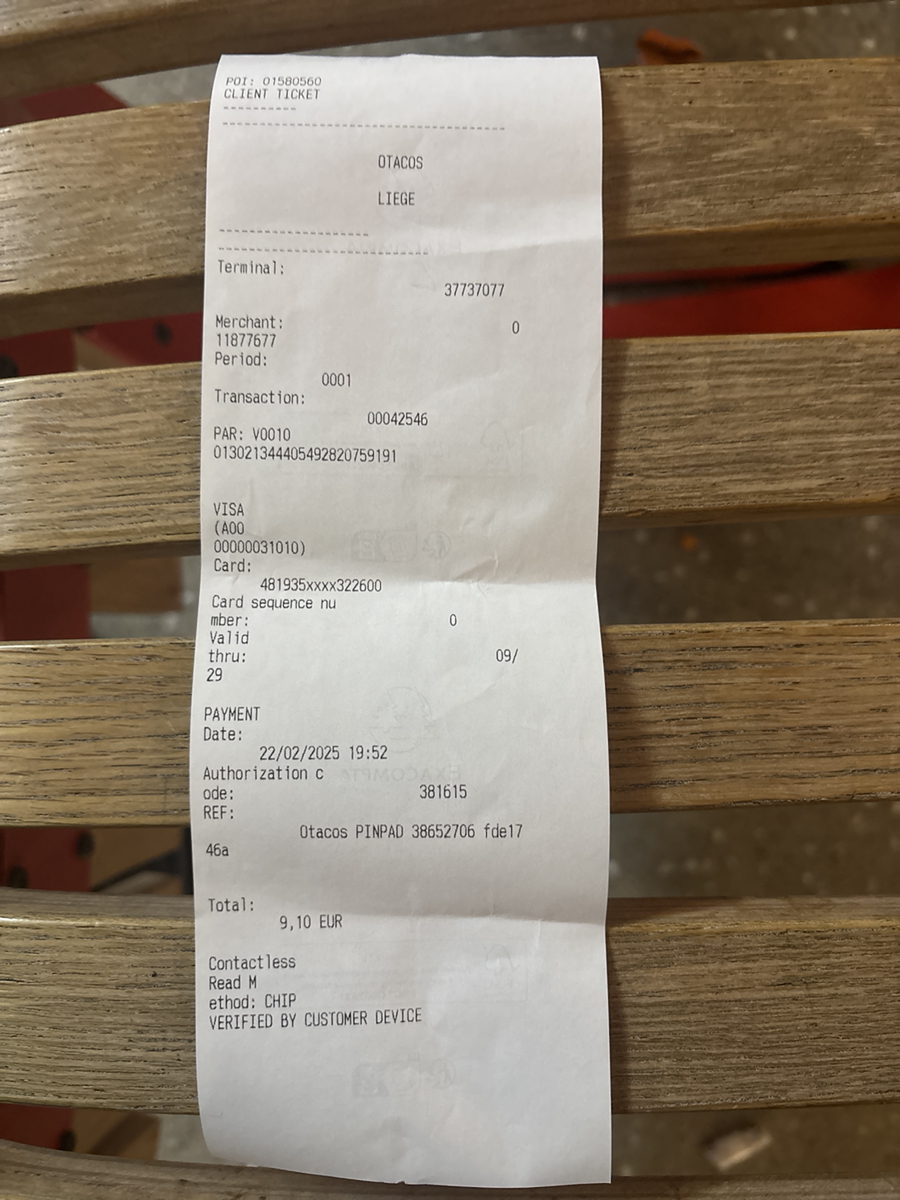 POI: 01580560
CLIENT TICKET
----------
--------------------------------------
OTACOS
LIEGE
--------------------
----------------------------
Terminal:
37737077
Merchant: 0
11877677
Period:
0001
Transaction:
00042546
PAR: V0010
013021344405492820759191
VISA
(A00
00000031010)
Card:
481935xxxx322600
Card sequence nu
mber: 0
Valid
thru: 09/
29
PAYMENT
Date:
22/02/2025 19:52
Authorization c
ode: 381615
REF:
Otacos PINPAD 38652706 fde17
46a
Total:
9,10 EUR
Contactless
Read M
ethod: CHIP
VERIFIED BY CUSTOMER DEVICE
EXACOMPTA